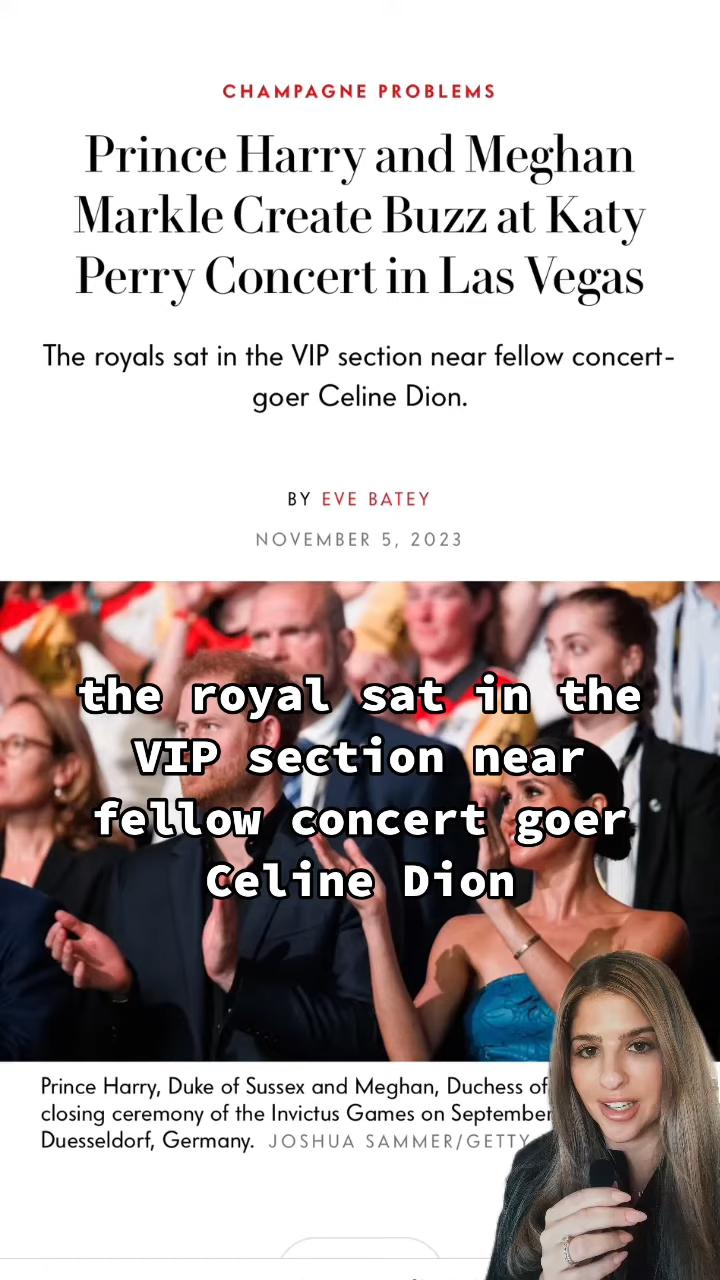 CHAMPAGNE PROBLEMS
Prince Harry and Meghan
Markle Create Buzz at Katy
Perry Concert in Las Vegas
The royals sat in the VIP section near fellow concert-
goer Celine Dion.
BY EVE BATEY
NOVEMBER 5, 2023
the royal sat in the
VIP section near
fellow concert goer
Celine Dion
Prince Harry, Duke of Sussex and Meghan, Duchess of
closing ceremony of the Invictus Games on September
Duesseldorf, Germany. JOSHUA SAMMER/GETTY